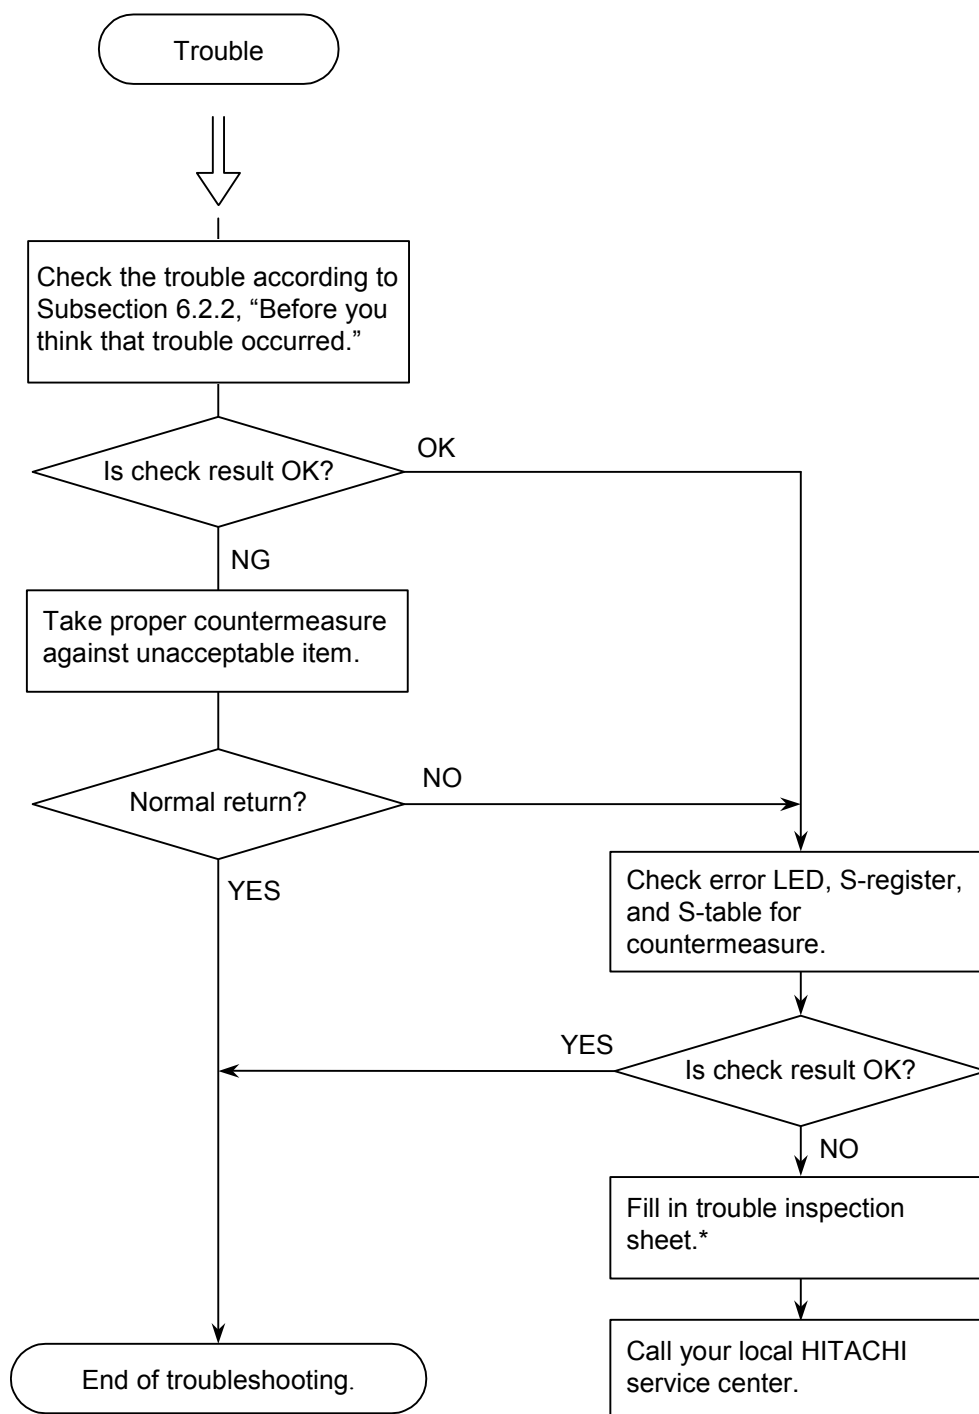 Trouble
Check the trouble according to
Subsection 6.2.2, “Before you
think that trouble occurred.”
Is check result OK?
OK
NG
Take proper countermeasure
against unacceptable item.
Normal return?
NO
YES
Check error LED, S-register,
and S-table for
countermeasure.
YES
Is check result OK?
NO
Fill in trouble inspection
sheet.*
Call your local HITACHI
service center.
End of troubleshooting.